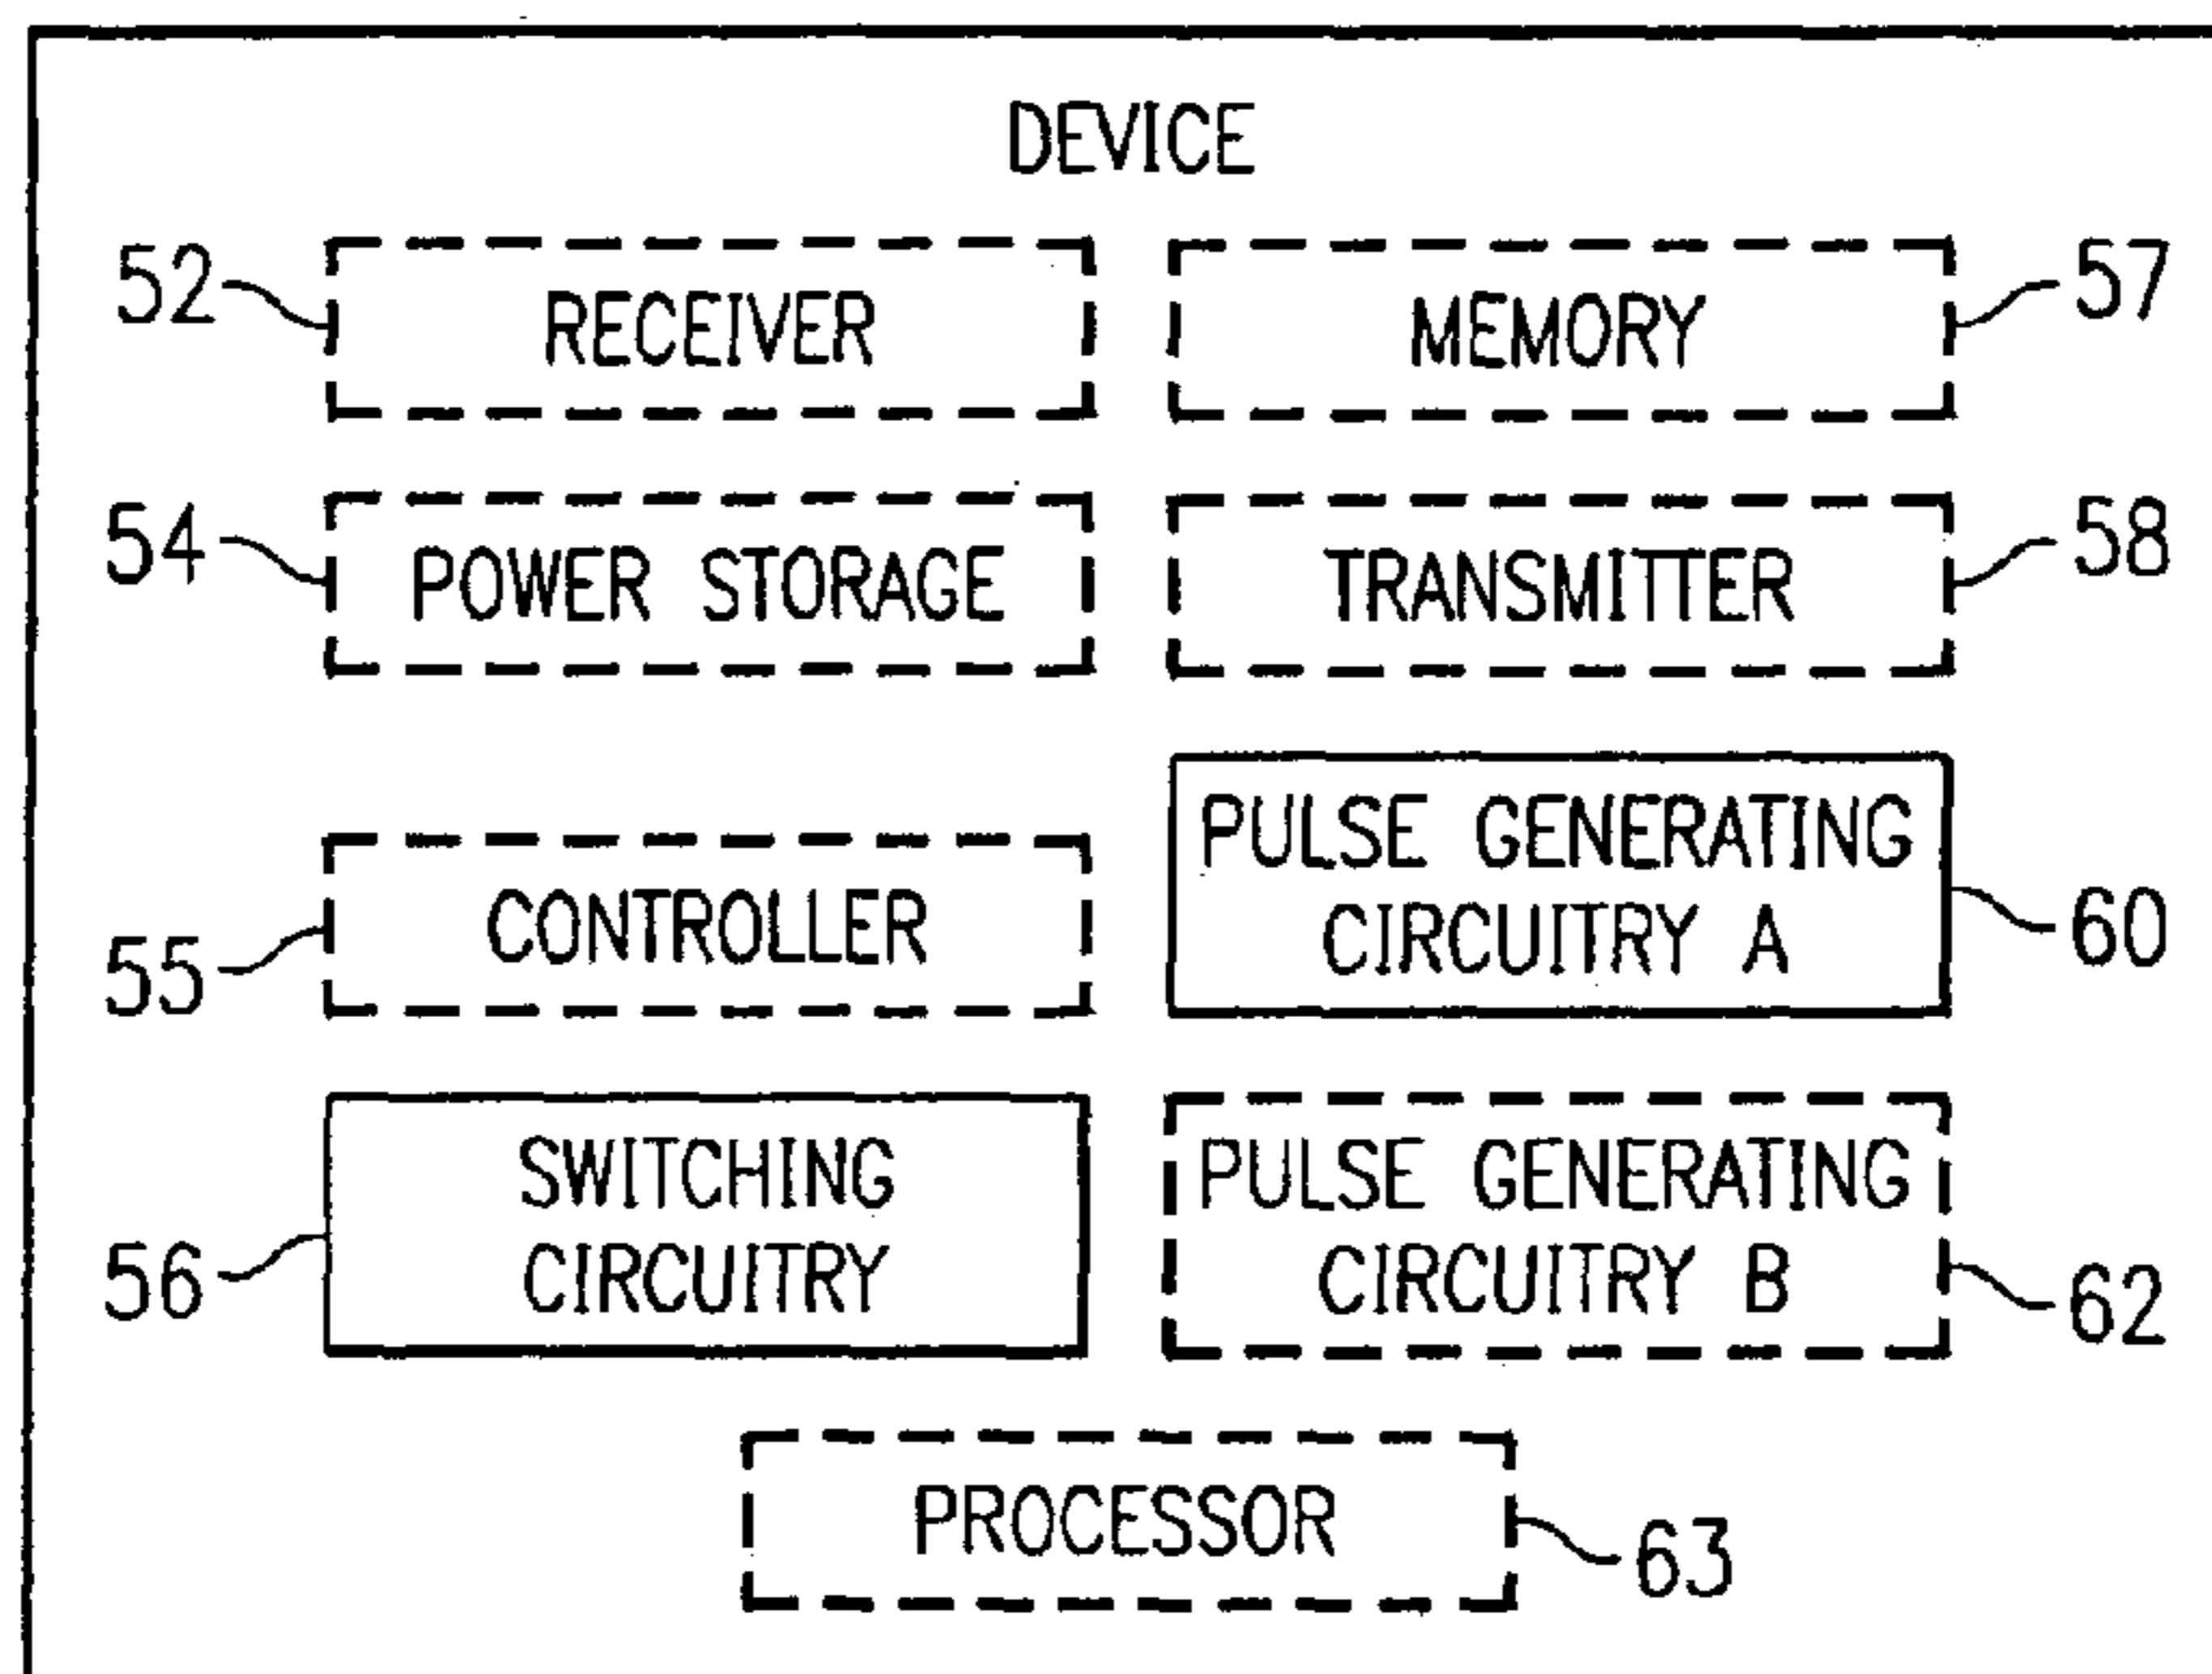 DEVICE
52
RECEIVER
MEMORY
57
54
POWER STORAGE
TRANSMITTER
58
55
CONTROLLER
PULSE GENERATING
CIRCUITRY A
60
56
SWITCHING
CIRCUITRY
PULSE GENERATING
CIRCUITRY B
62
PROCESSOR
63